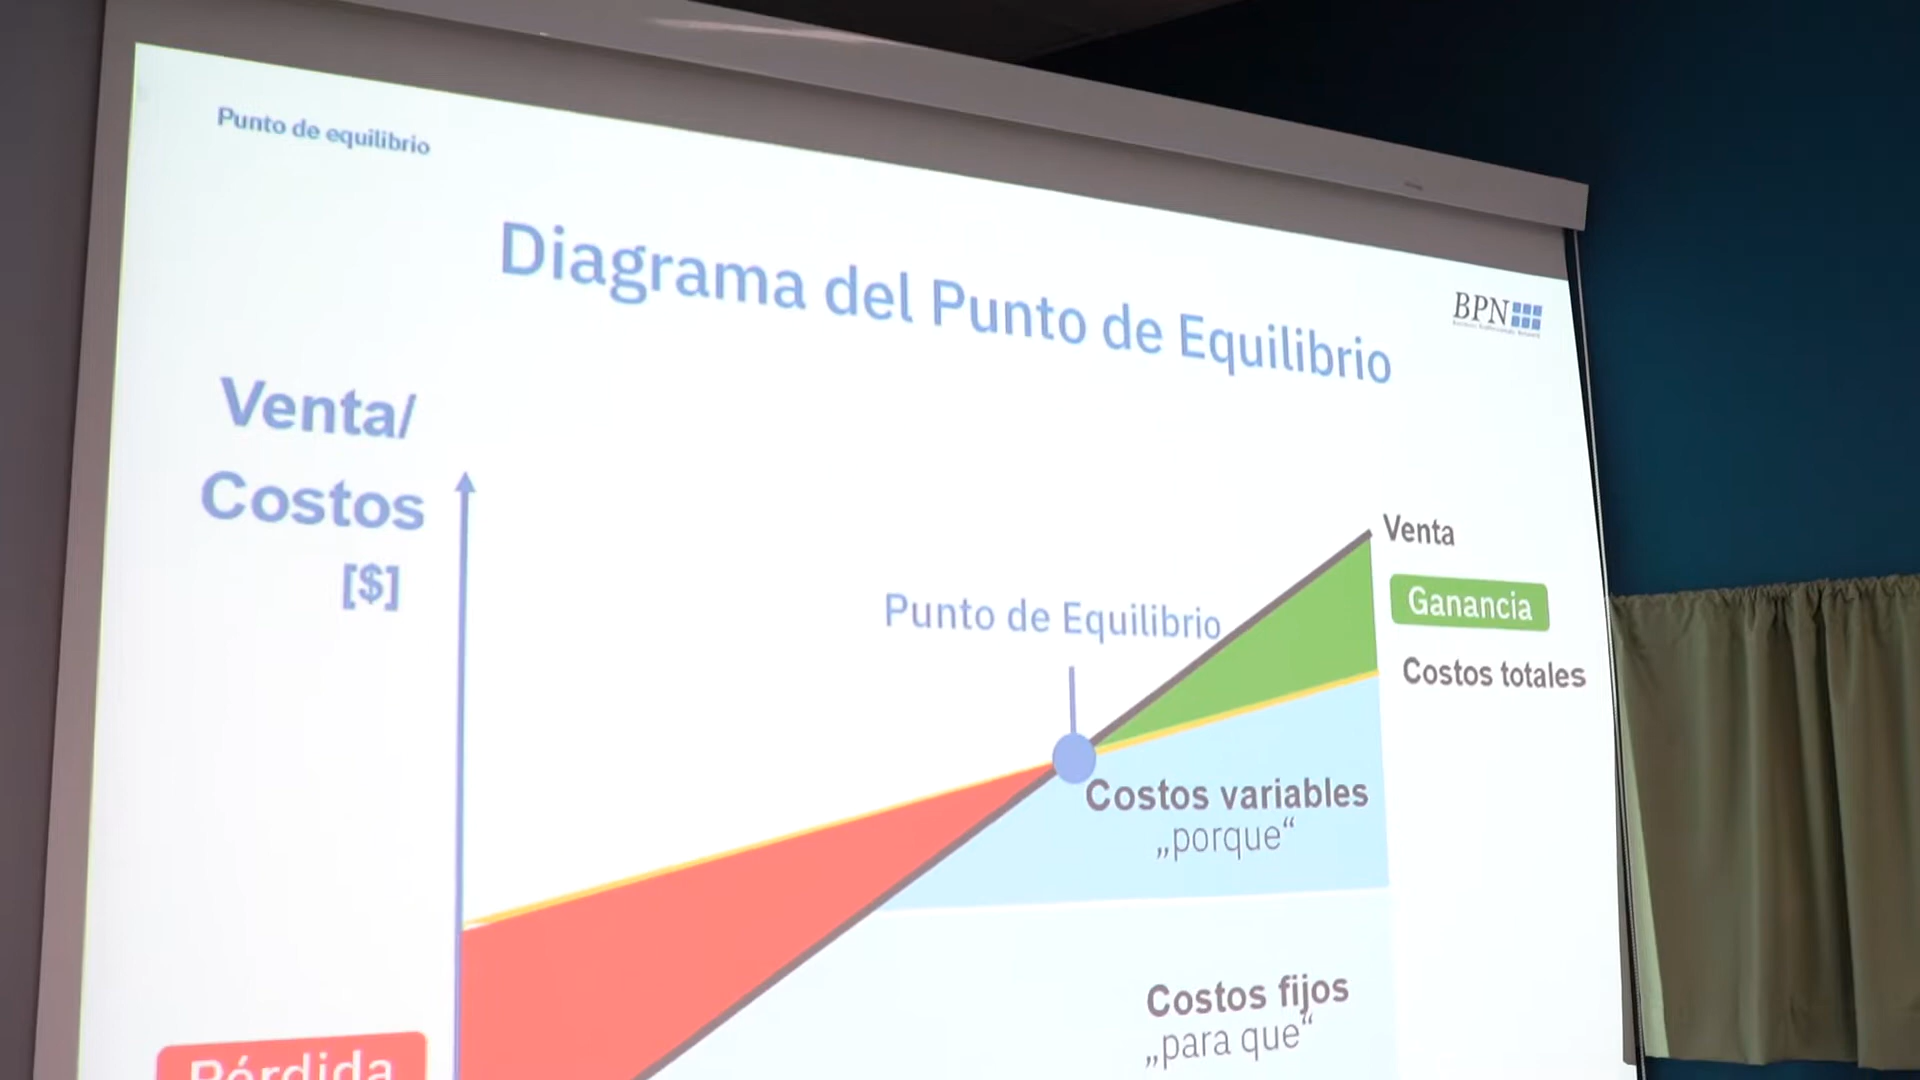 Punto de equilibrio
Diagrama del Punto de Equilibrio
BPN
Venta/
Costos
[$]
Venta
Ganancia
Punto de Equilibrio
Costos totales
Costos variables
„porque“
Costos fijos
„para que“
Pérdida